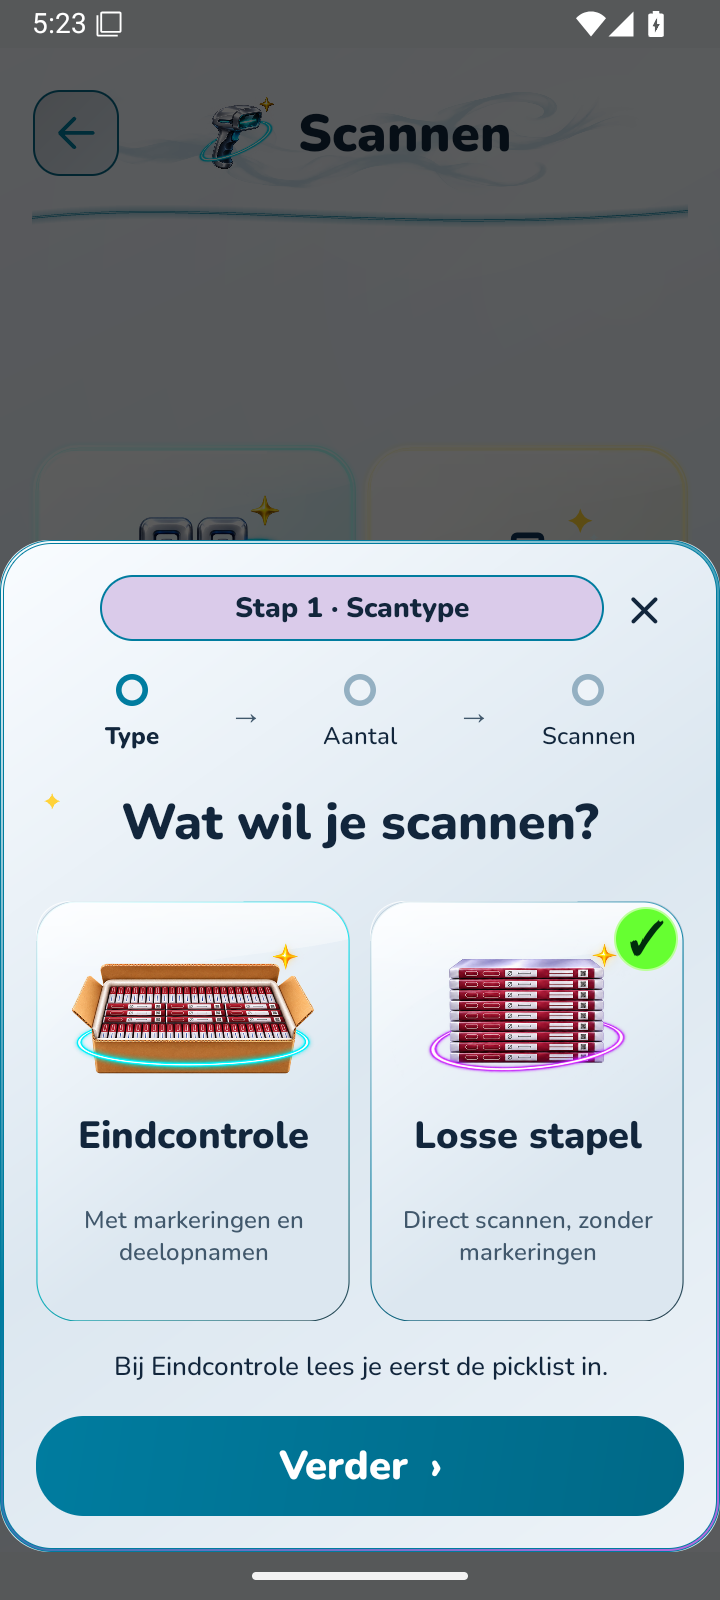 5:23
Scannen
Stap 1 · Scantype
Type
→
Aantal
→
Scannen
Wat wil je scannen?
Eindcontrole
Losse stapel
Met markeringen en
deelopnamen
Direct scannen, zonder
markeringen
Bij Eindcontrole lees je eerst de picklist in.
Verder ›